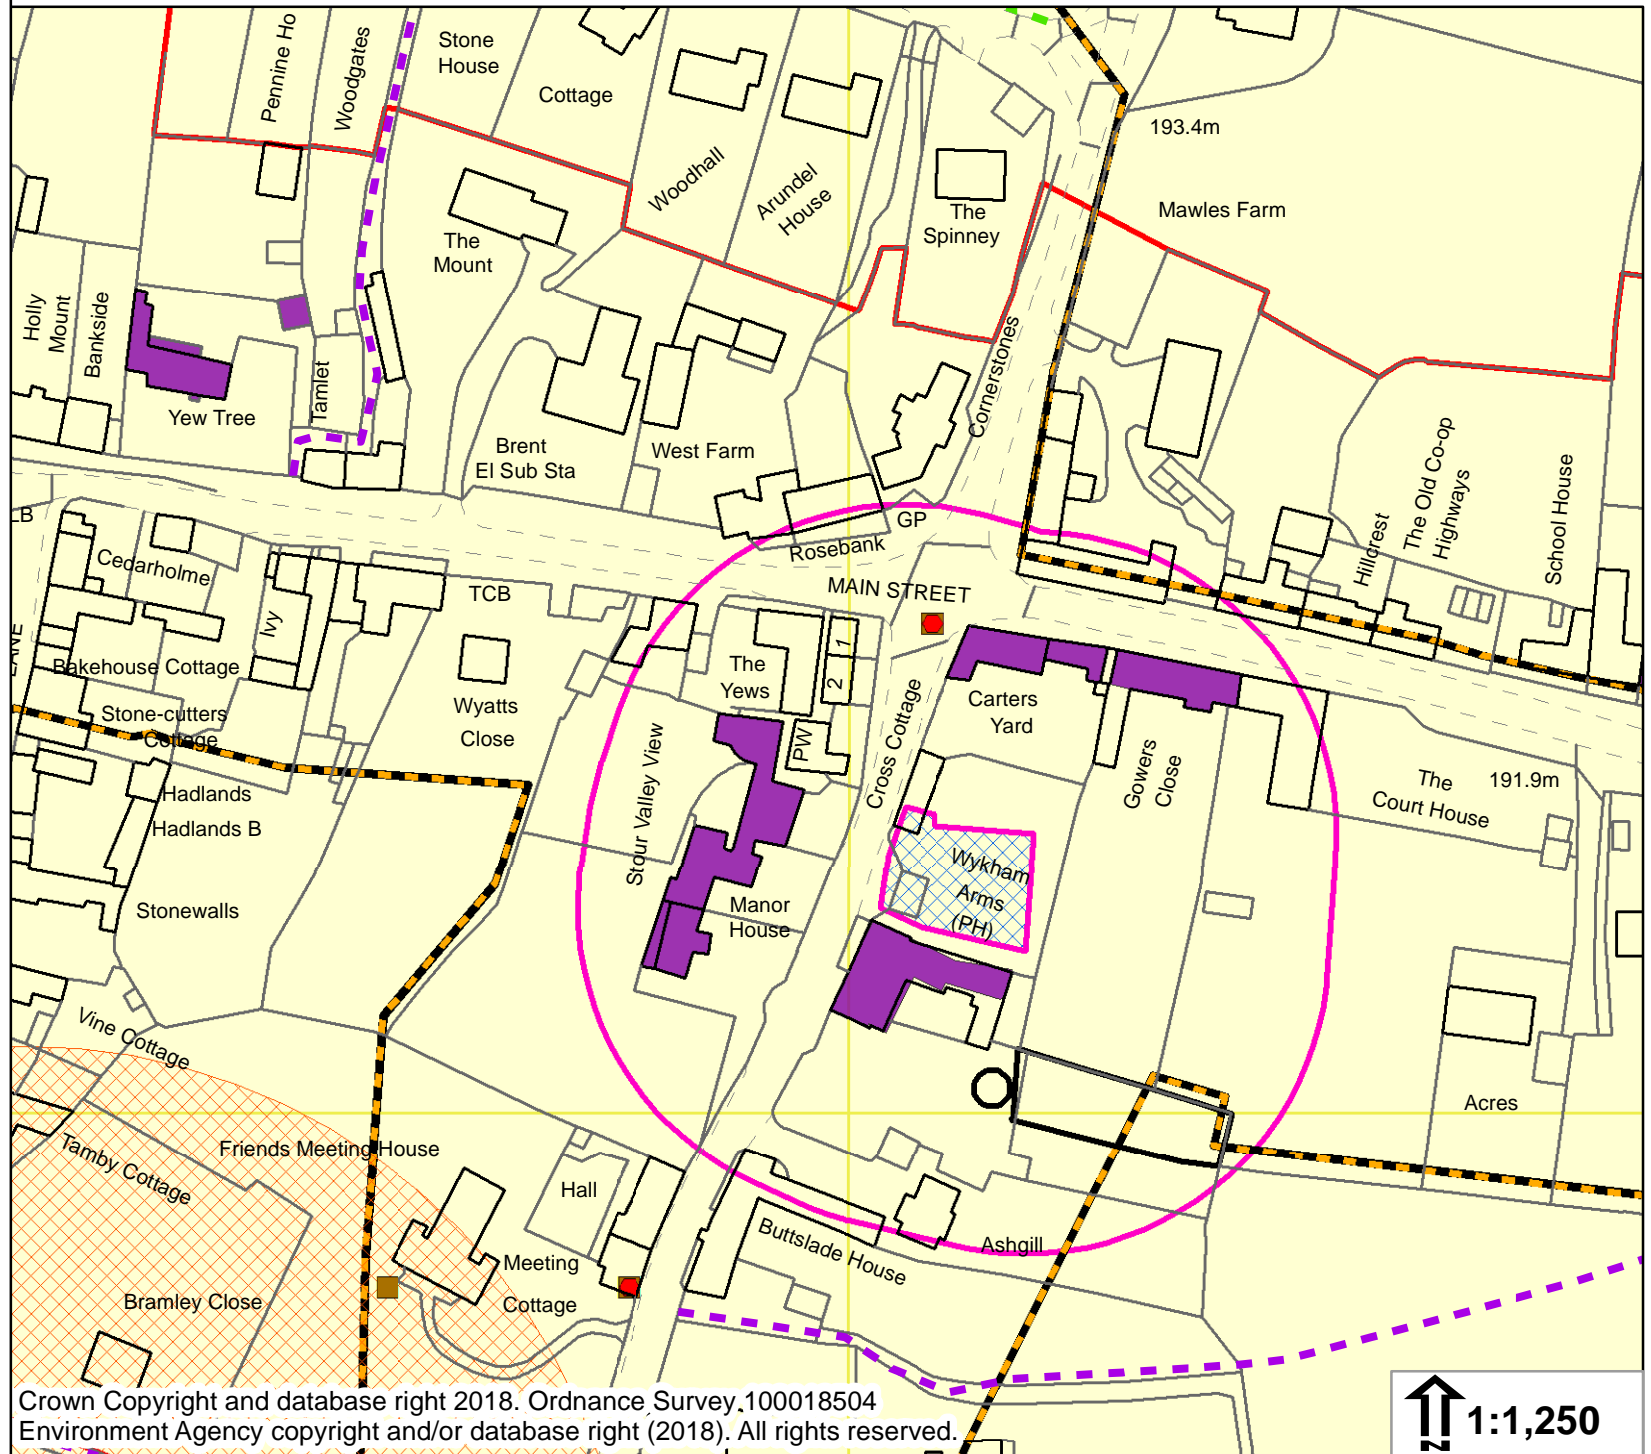 Pennine Ho
Woodgates
Stone
House
Cottage
Woodhall
Arundel
House
The
Spinney
193.4m
Mawles Farm
The
Mount
Holly
Mount
Bankside
Yew Tree
Tamlet
Brent
El Sub Sta
West Farm
Cornerstones
The Old Co-op
Highways
School House
Hillcrest
LB
GP
Rosebank
MAIN STREET
Cedarholme
Ivy
TCB
LANE
Bakehouse Cottage
Stone-cutters
Cottage
Wyatts
Close
The
Yews
1
2
PW
Cross Cottage
Carters
Yard
Gowers
Close
The
Court House
191.9m
Hadlands
Hadlands B
Stour Valley View
Stonewalls
Manor
House
Wykham
Arms
(PH)
Vine Cottage
Acres
Tamby Cottage
Friends Meeting House
Hall
Meeting
Cottage
Buttslade House
Ashgill
Bramley Close
Crown Copyright and database right 2018. Ordnance Survey 100018504
Environment Agency copyright and/or database right (2018). All rights reserved.
1:1,250
N